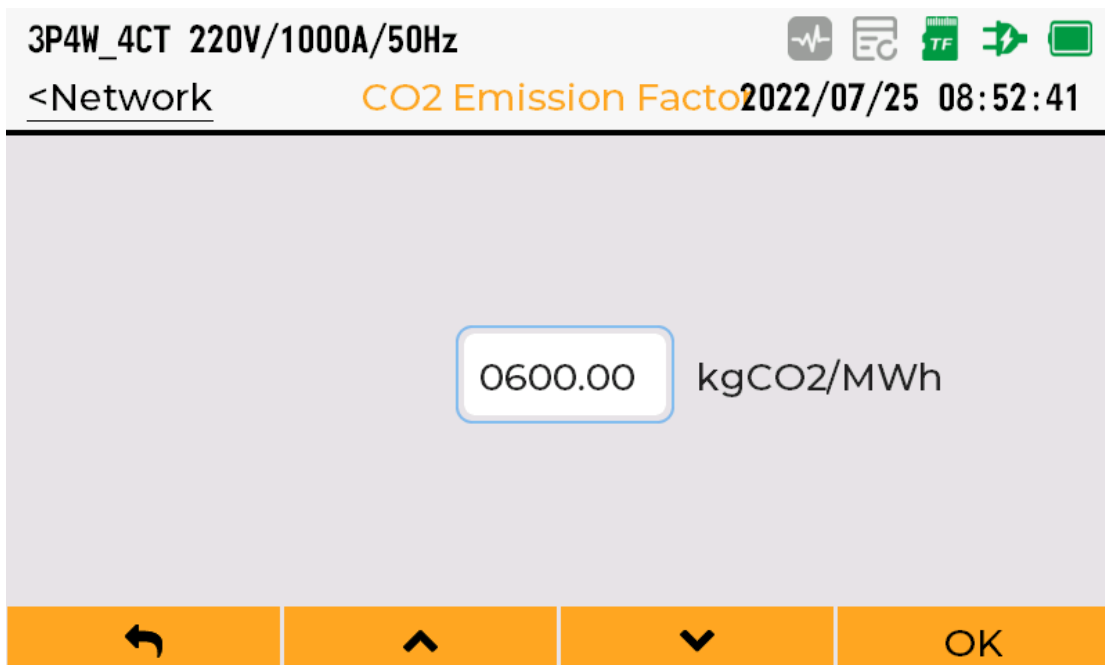 3P4W_4CT 220V/1000A/50Hz
TF
<Network
CO2 Emission Facto
2022/07/25 08:52:41
0600.00 kgCO2/MWh
OK